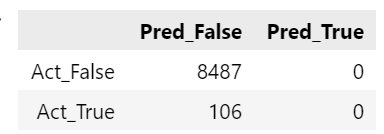 Pred_False Pred_True
Act_False 8487 0
Act_True 106 0